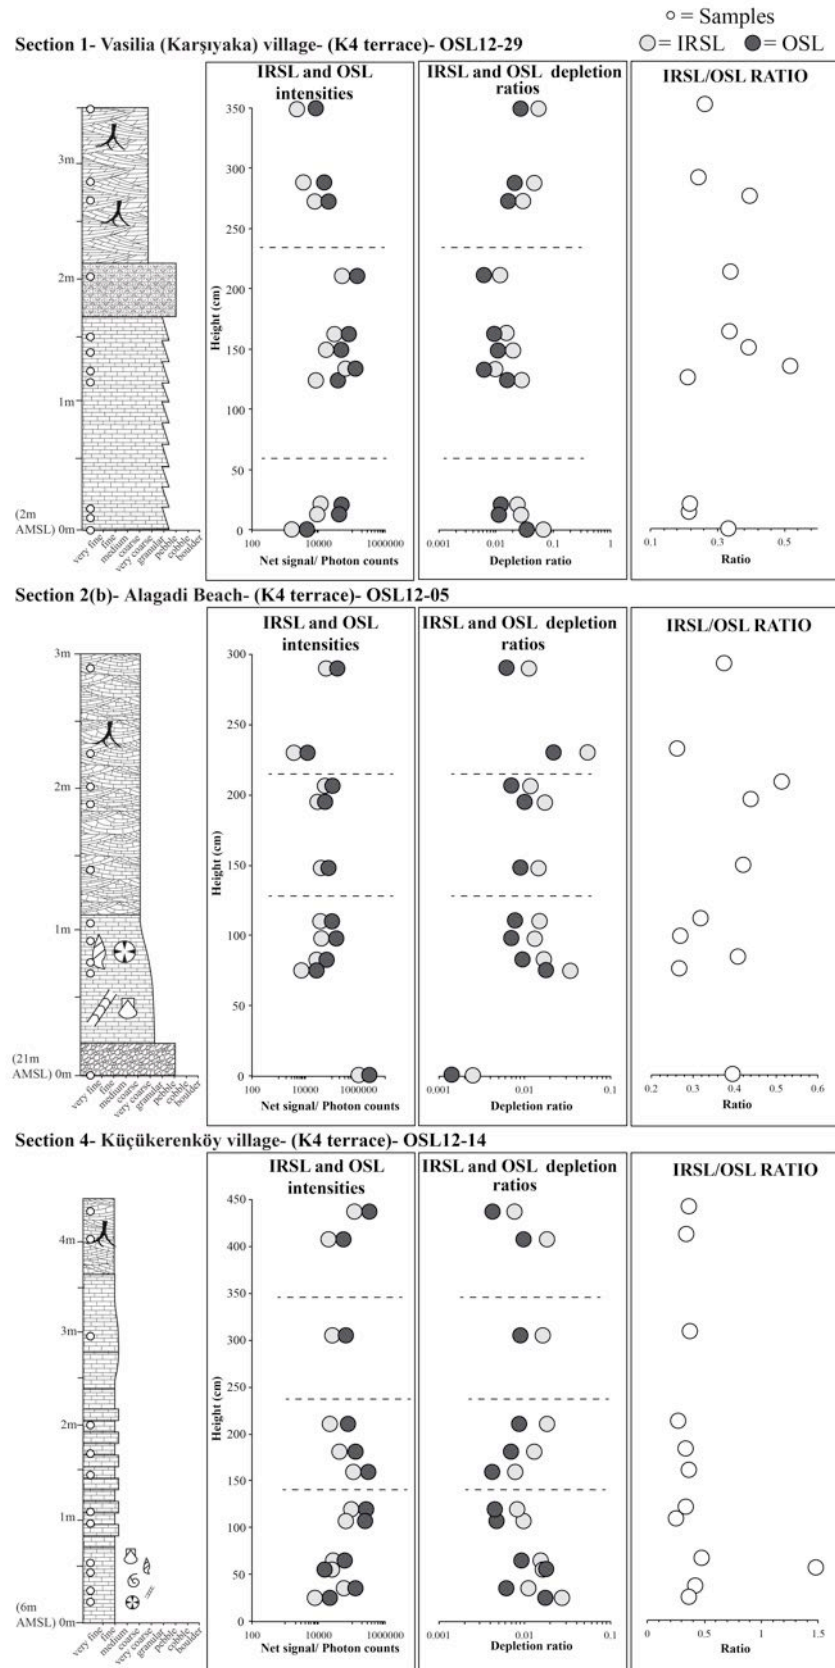 ○ = Samples
Section 1- Vasilia (Karşıyaka) village- (K4 terrace)- OSL12-29
= IRSL = OSL
IRSL and OSL intensities
IRSL and OSL depletion ratios
IRSL/OSL RATIO
3m
2m
1m
(2m AMSL) 0m
very fine
fine
medium
coarse
very coarse
granular
pebble
cobble
boulder
Height (cm)
350
300
250
200
150
100
50
0
100 10000 1000000
Net signal/ Photon counts
0.001 0.01 0.1 1
Depletion ratio
0.1 0.3 0.5
Ratio
Section 2(b)- Alagadi Beach- (K4 terrace)- OSL12-05
IRSL and OSL intensities
IRSL and OSL depletion ratios
IRSL/OSL RATIO
3m
2m
1m
(21m AMSL) 0m
very fine
fine
medium
coarse
very coarse
granular
pebble
cobble
boulder
Height (cm)
300
250
200
150
100
50
0
100 10000 1000000
Net signal/ Photon counts
0.001 0.01 0.1
Depletion ratio
0.2 0.3 0.4 0.5 0.6
Ratio
Section 4- Küçükerenköy village- (K4 terrace)- OSL12-14
IRSL and OSL intensities
IRSL and OSL depletion ratios
IRSL/OSL RATIO
4m
3m
2m
1m
(6m AMSL) 0m
very fine
fine
medium
coarse
very coarse
granular
pebble
cobble
boulder
Height (cm)
450
400
350
300
250
200
150
100
50
0
100 10000 1000000
Net signal/ Photon counts
0.001 0.01 0.1
Depletion ratio
0 0.5 1 1.5
Ratio